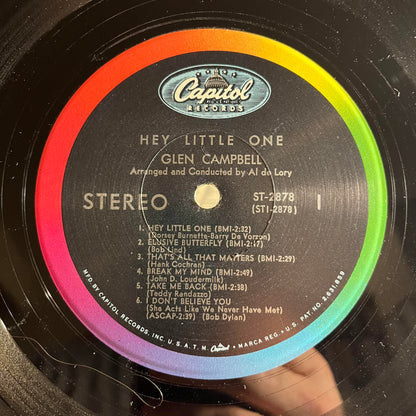 Capitol
RECORDS
HEY LITTLE ONE
GLEN CAMPBELL
Arranged and Conducted by Al de Lory
STEREO
ST-2878
(ST1-2878)
1
1. HEY LITTLE ONE (BMI-2:32)
(Dorsey Burnette-Barry De Vorzon)
2. ELUSIVE BUTTERFLY (BMI-2:17)
(Bob Lind)
3. THAT'S ALL THAT MATTERS (BMI-2:29)
(Hank Cochran)
4. BREAK MY MIND (BMI-2:49)
(John D. Loudermilk)
5. TAKE ME BACK (BMI-2:38)
(Teddy Randazzo)
6. I DON'T BELIEVE YOU
(She Acts Like We Never Have Met)
(ASCAP-2:39) (Bob Dylan)
MFD. BY CAPITOL RECORDS, INC. U.S.A. T.M. Capitol MARCA REG. • U.S. PAT. NO. 2,631,859